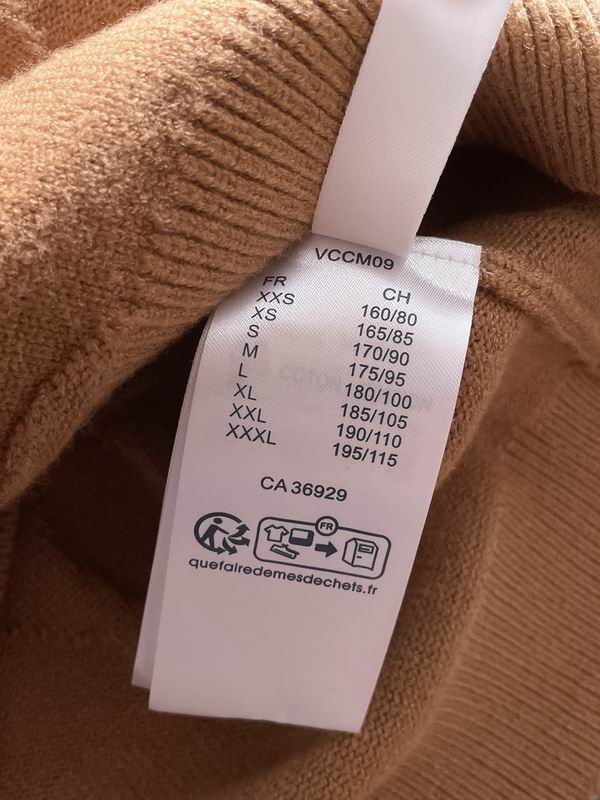 VCCM09
FR CH
XXS 160/80
XS 165/85
S 170/90
M 175/95
L 180/100
XL 185/105
XXL 190/110
XXXL 195/115
CA 36929
FR
quefairedemesdechets.fr